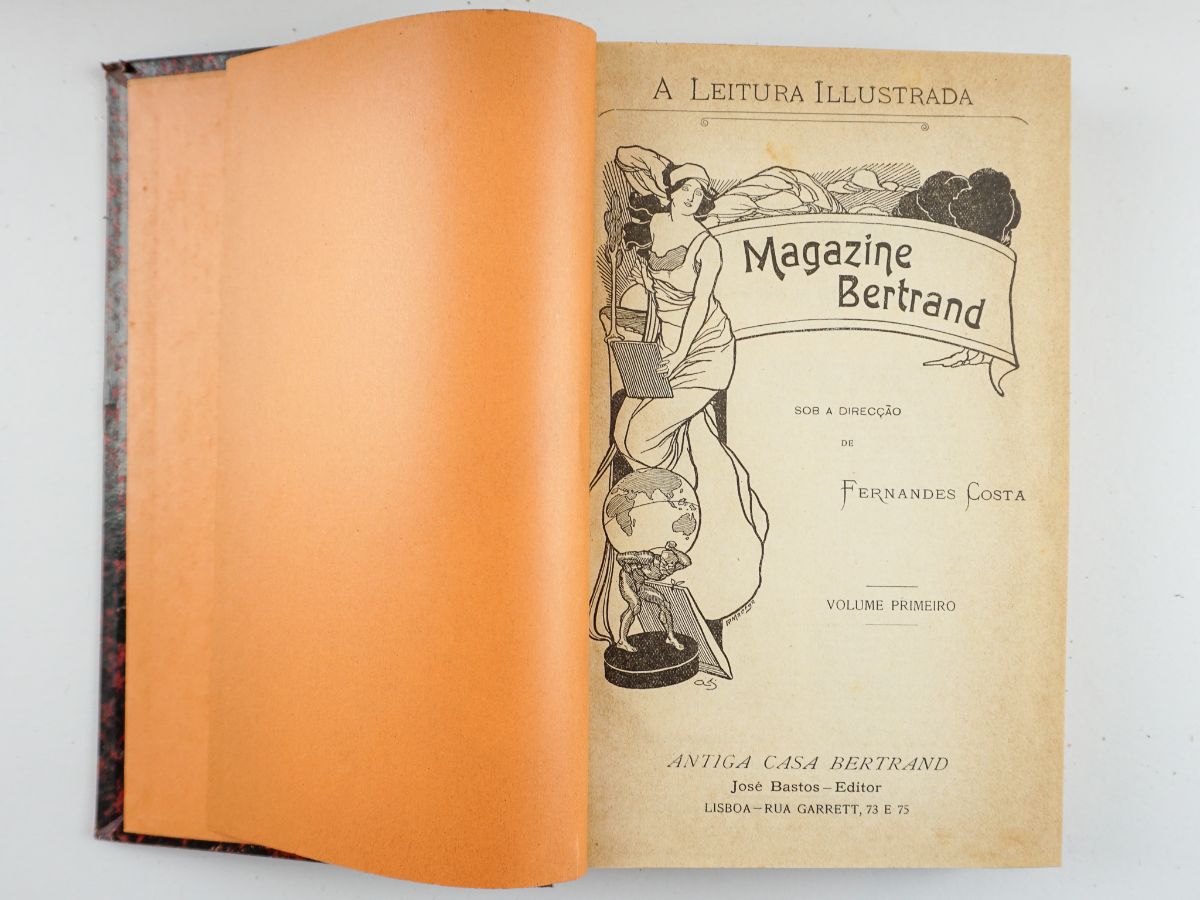 A LEITURA ILLUSTRADA
Magazine
Bertrand
SOB A DIRECÇÃO
DE
FERNANDES COSTA
VOLUME PRIMEIRO
ANTIGA CASA BERTRAND
José Bastos—Editor
LISBOA—RUA GARRETT, 73 E 75